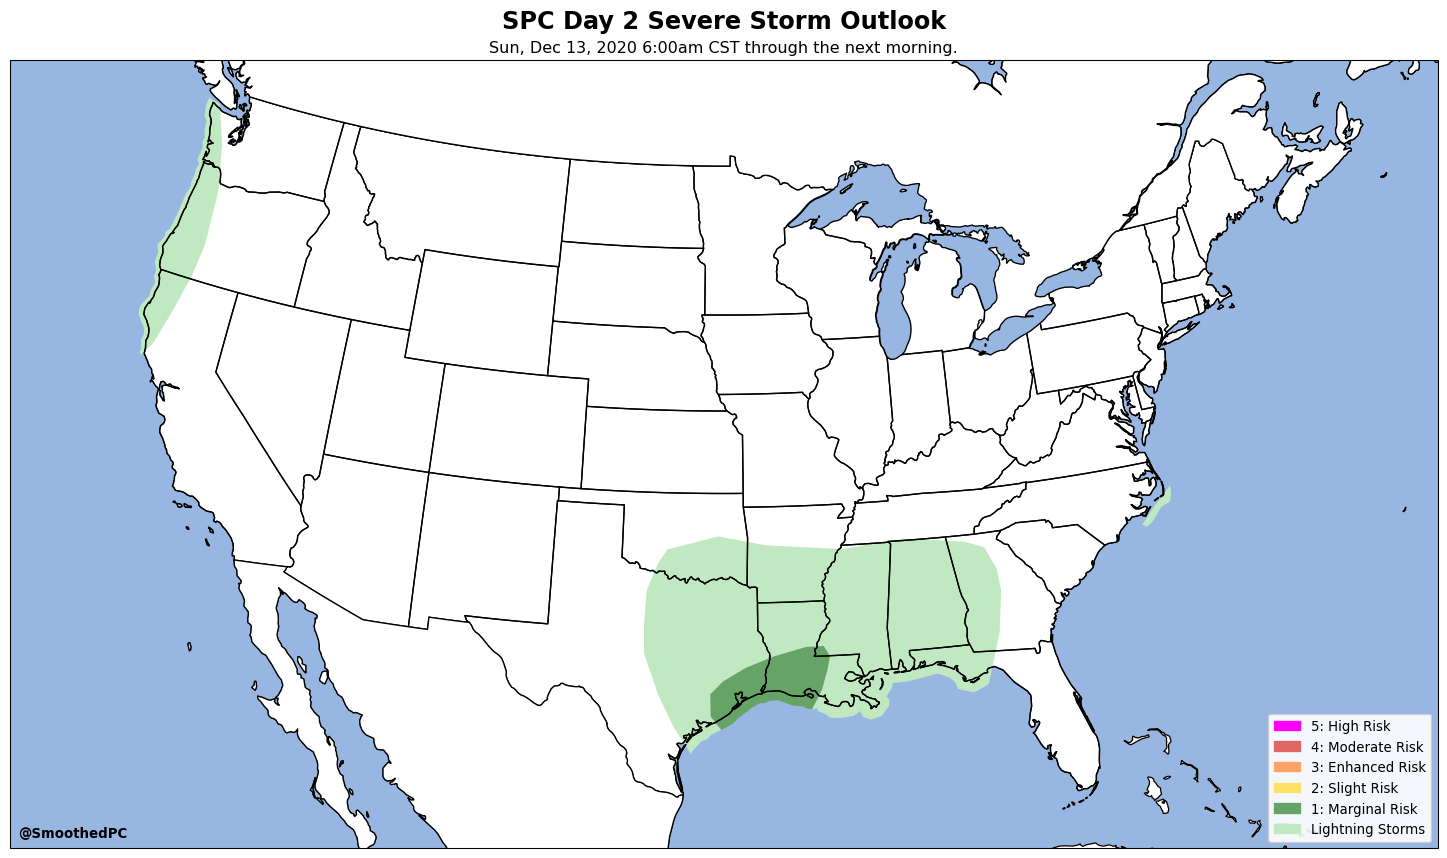 SPC Day 2 Severe Storm Outlook
Sun, Dec 13, 2020 6:00am CST through the next morning.
5: High Risk
4: Moderate Risk
3: Enhanced Risk
2: Slight Risk
1: Marginal Risk
Lightning Storms
@SmoothedPC